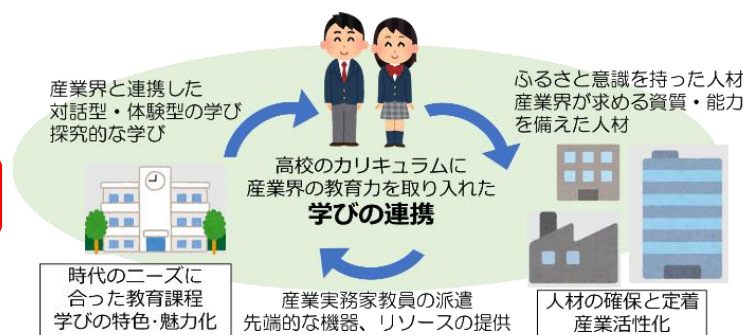 産業界と連携した
対話型・体験型の学び
探究的な学び
ふるさと意識を持った人材
産業界が求める資質・能力
を備えた人材
高校のカリキュラムに
産業界の教育力を取り入れた
学びの連携
時代のニーズに
合った教育課程
学びの特色･魅力化
産業実務家教員の派遣
先端的な機器、リソースの提供
人材の確保と定着
産業活性化